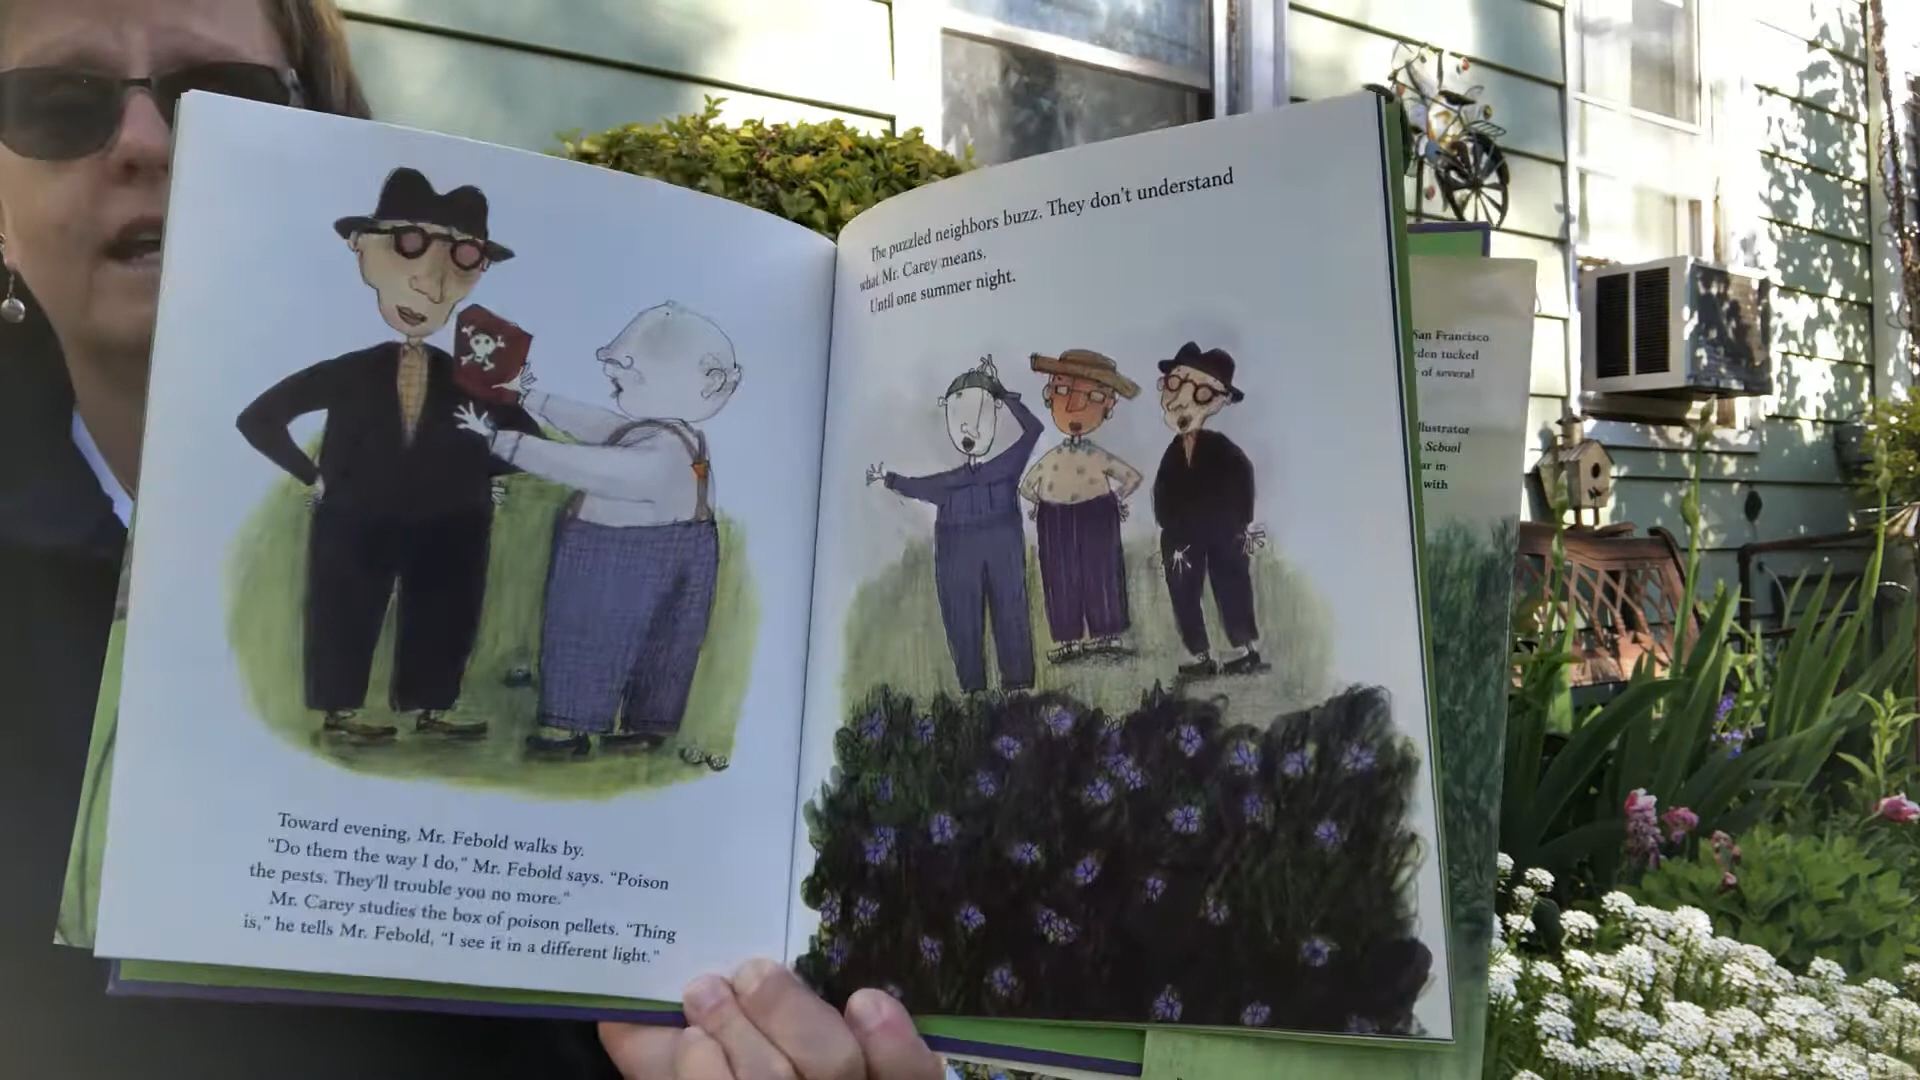 Toward evening, Mr. Febold walks by.
"Do them the way I do," Mr. Febold says. "Poison
the pests. They'll trouble you no more."
Mr. Carey studies the box of poison pellets. "Thing
is," he tells Mr. Febold, "I see it in a different light."
The puzzled neighbors buzz. They don't understand
what Mr. Carey means.
Until one summer night.
San Francisco
tucked
of several
School
in
with